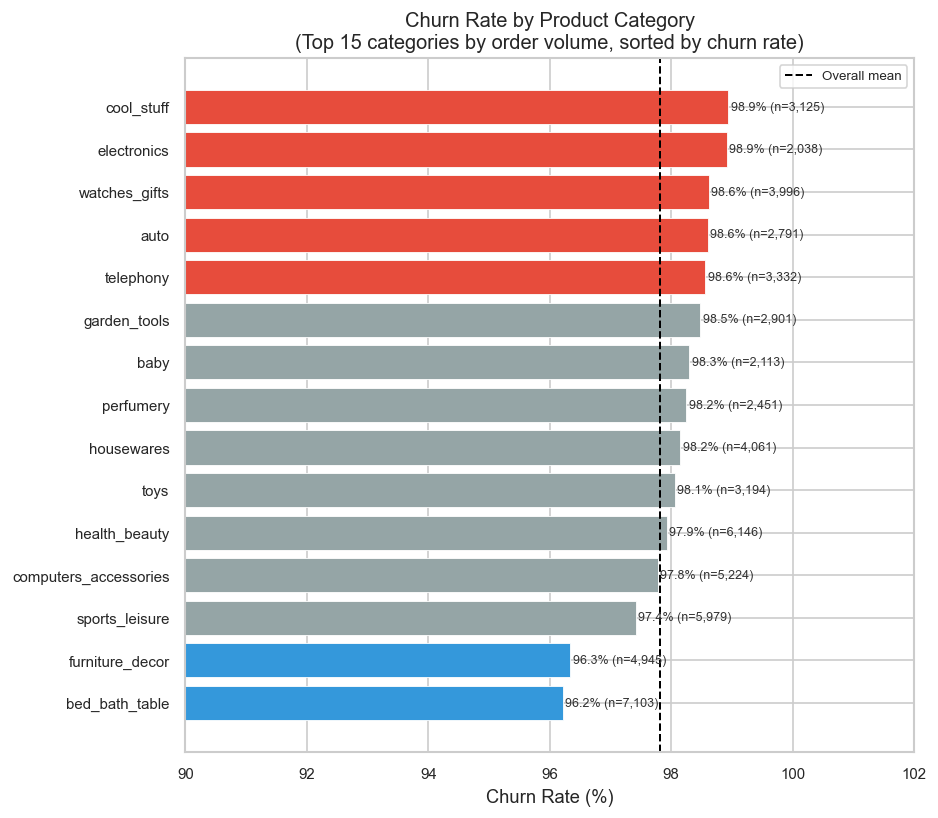 Churn Rate by Product Category
(Top 15 categories by order volume, sorted by churn rate)
Overall mean
cool_stuff 98.9% (n=3,125)
electronics 98.9% (n=2,038)
watches_gifts 98.6% (n=3,996)
auto 98.6% (n=2,791)
telephony 98.6% (n=3,332)
garden_tools 98.5% (n=2,901)
baby 98.3% (n=2,113)
perfumery 98.2% (n=2,451)
housewares 98.2% (n=4,061)
toys 98.1% (n=3,194)
health_beauty 97.9% (n=6,146)
computers_accessories 97.8% (n=5,224)
sports_leisure 97.4% (n=5,979)
furniture_decor 96.3% (n=4,945)
bed_bath_table 96.2% (n=7,103)
90 92 94 96 98 100 102
Churn Rate (%)